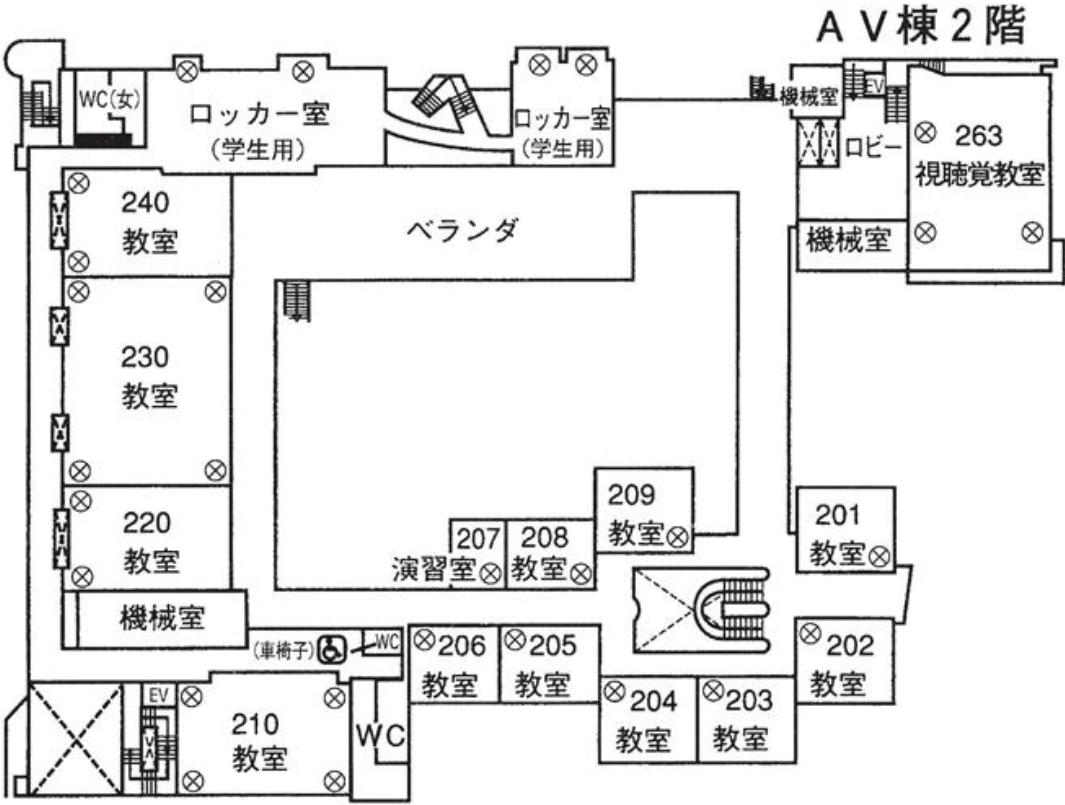 AV棟2階
WC(女)
ロッカー室
(学生用)
ロッカー室
(学生用)
機械室
EV
ロビー
263
視聴覚教室
機械室
240
教室
ベランダ
230
教室
220
教室
機械室
209
教室
207
演習室
208
教室
201
教室
(車椅子)
WC
206
教室
205
教室
202
教室
204
教室
203
教室
EV
210
教室
WC